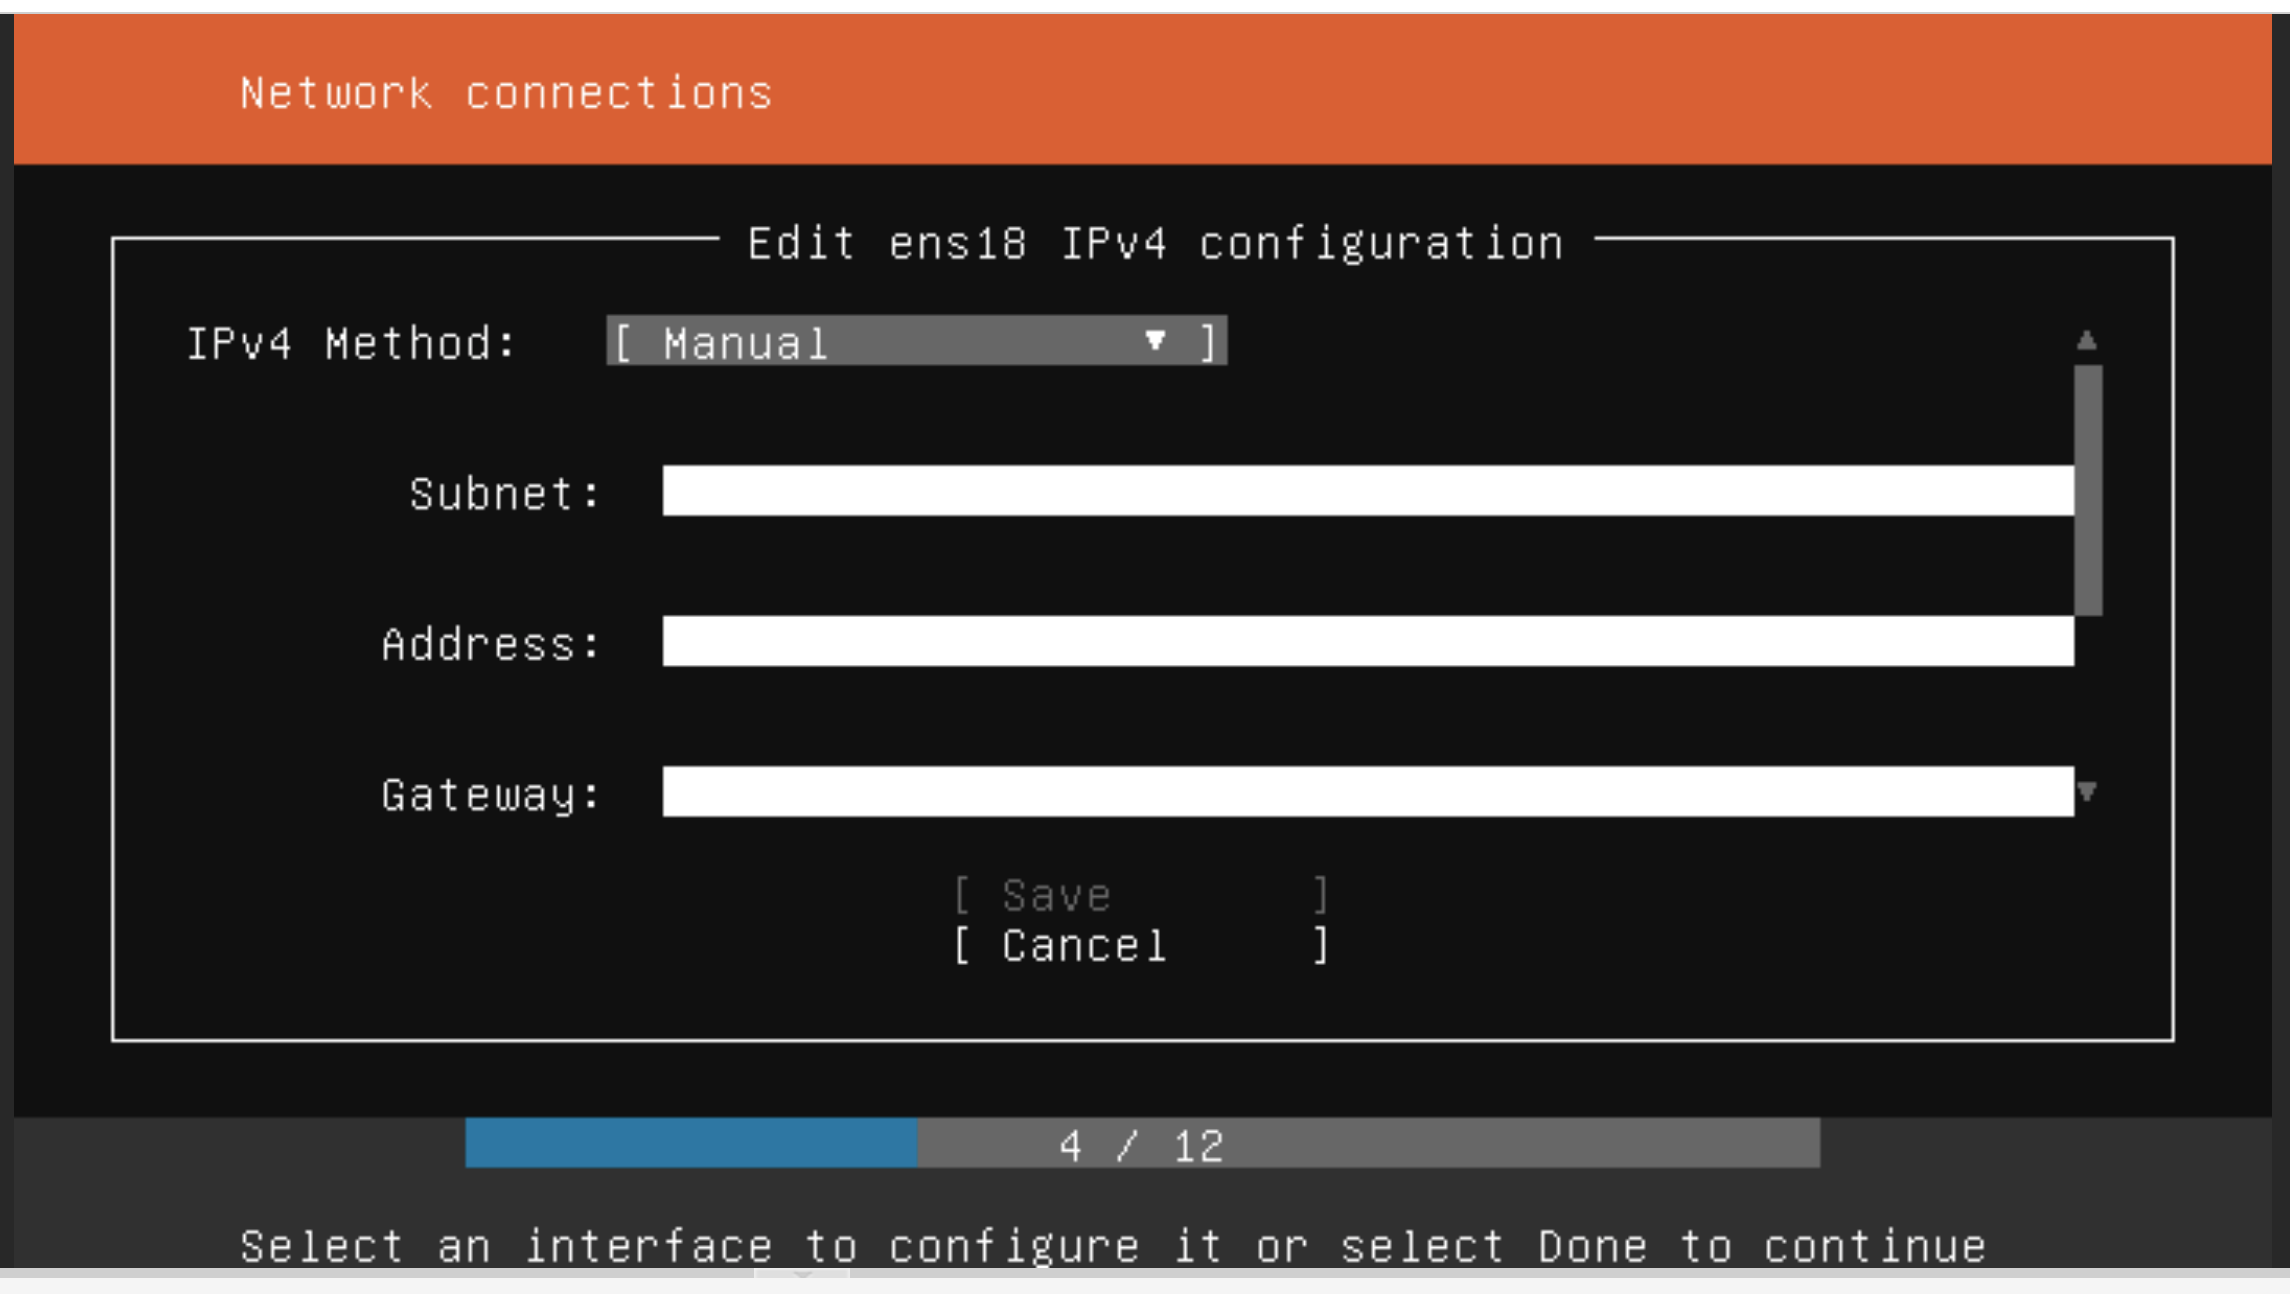 Network connections
Edit ens18 IPv4 configuration
IPv4 Method: [ Manual ▼ ]
Subnet:
Address:
Gateway:
[ Save ]
[ Cancel ]
4 / 12
Select an interface to configure it or select Done to continue